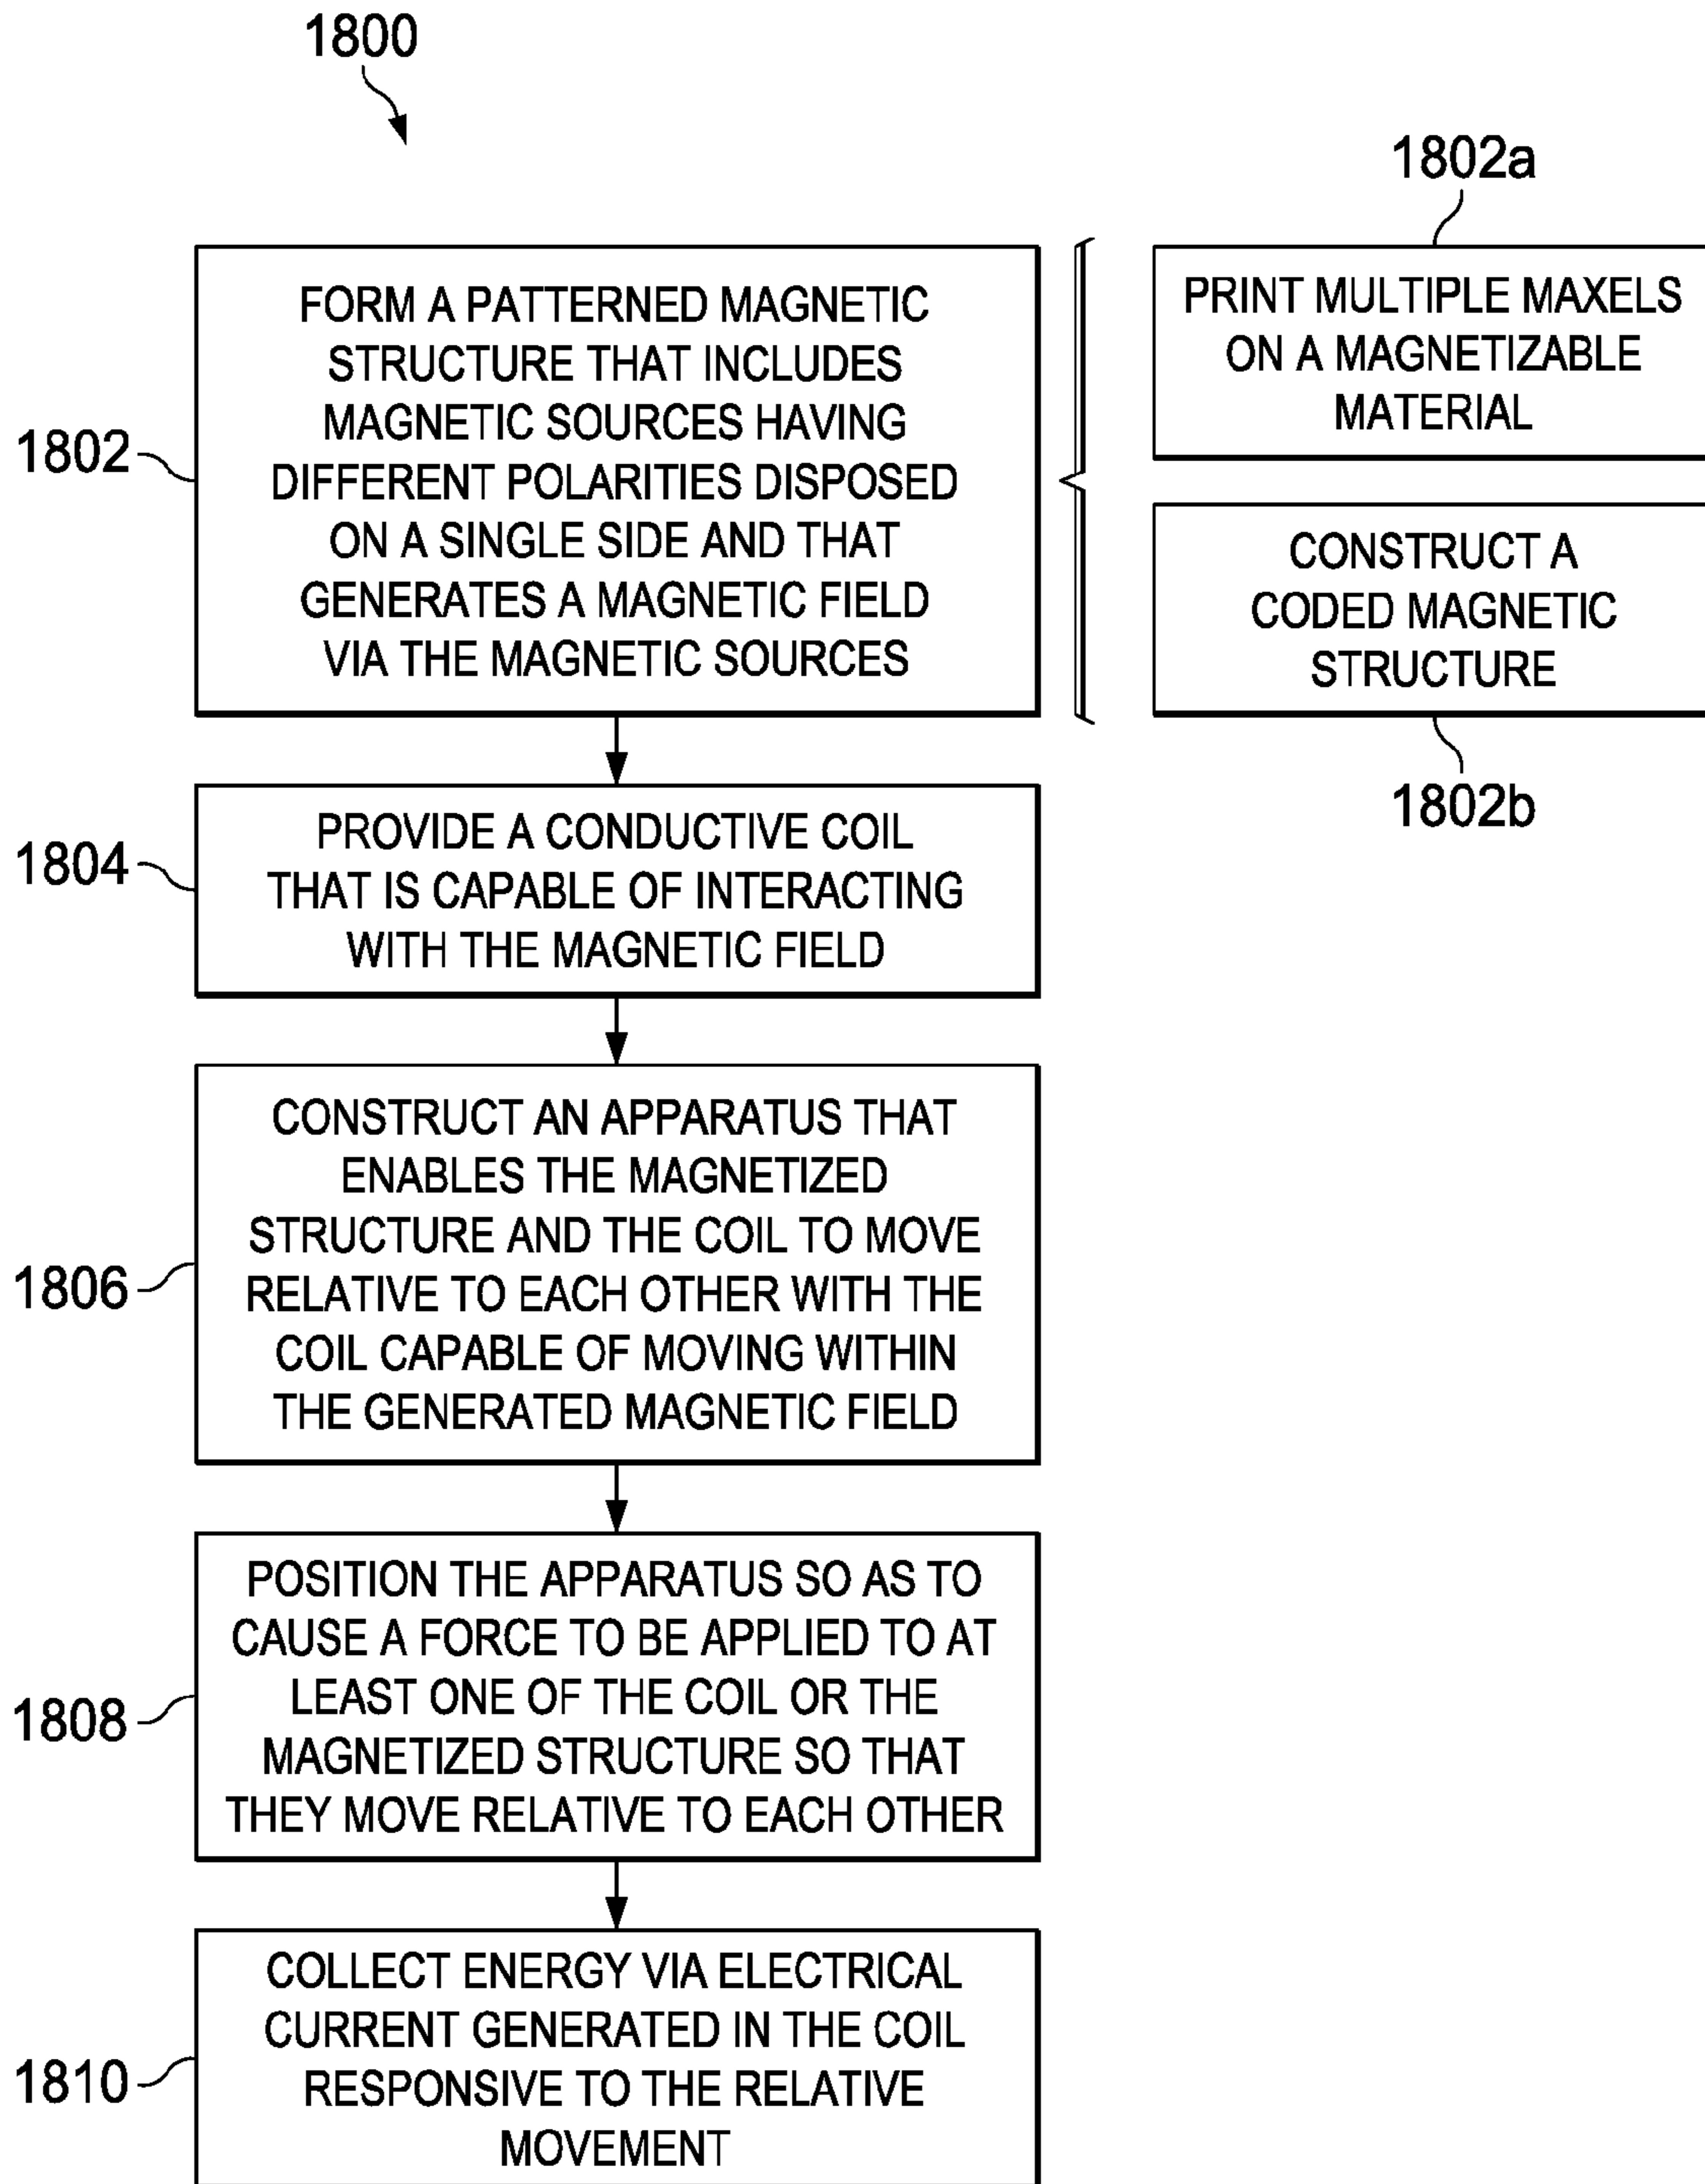 1800
1802a
1802
FORM A PATTERNED MAGNETIC
STRUCTURE THAT INCLUDES
MAGNETIC SOURCES HAVING
DIFFERENT POLARITIES DISPOSED
ON A SINGLE SIDE AND THAT
GENERATES A MAGNETIC FIELD
VIA THE MAGNETIC SOURCES
PRINT MULTIPLE MAXELS
ON A MAGNETIZABLE
MATERIAL
CONSTRUCT A
CODED MAGNETIC
STRUCTURE
1802b
1804
PROVIDE A CONDUCTIVE COIL
THAT IS CAPABLE OF INTERACTING
WITH THE MAGNETIC FIELD
1806
CONSTRUCT AN APPARATUS THAT
ENABLES THE MAGNETIZED
STRUCTURE AND THE COIL TO MOVE
RELATIVE TO EACH OTHER WITH THE
COIL CAPABLE OF MOVING WITHIN
THE GENERATED MAGNETIC FIELD
1808
POSITION THE APPARATUS SO AS TO
CAUSE A FORCE TO BE APPLIED TO AT
LEAST ONE OF THE COIL OR THE
MAGNETIZED STRUCTURE SO THAT
THEY MOVE RELATIVE TO EACH OTHER
1810
COLLECT ENERGY VIA ELECTRICAL
CURRENT GENERATED IN THE COIL
RESPONSIVE TO THE RELATIVE
MOVEMENT